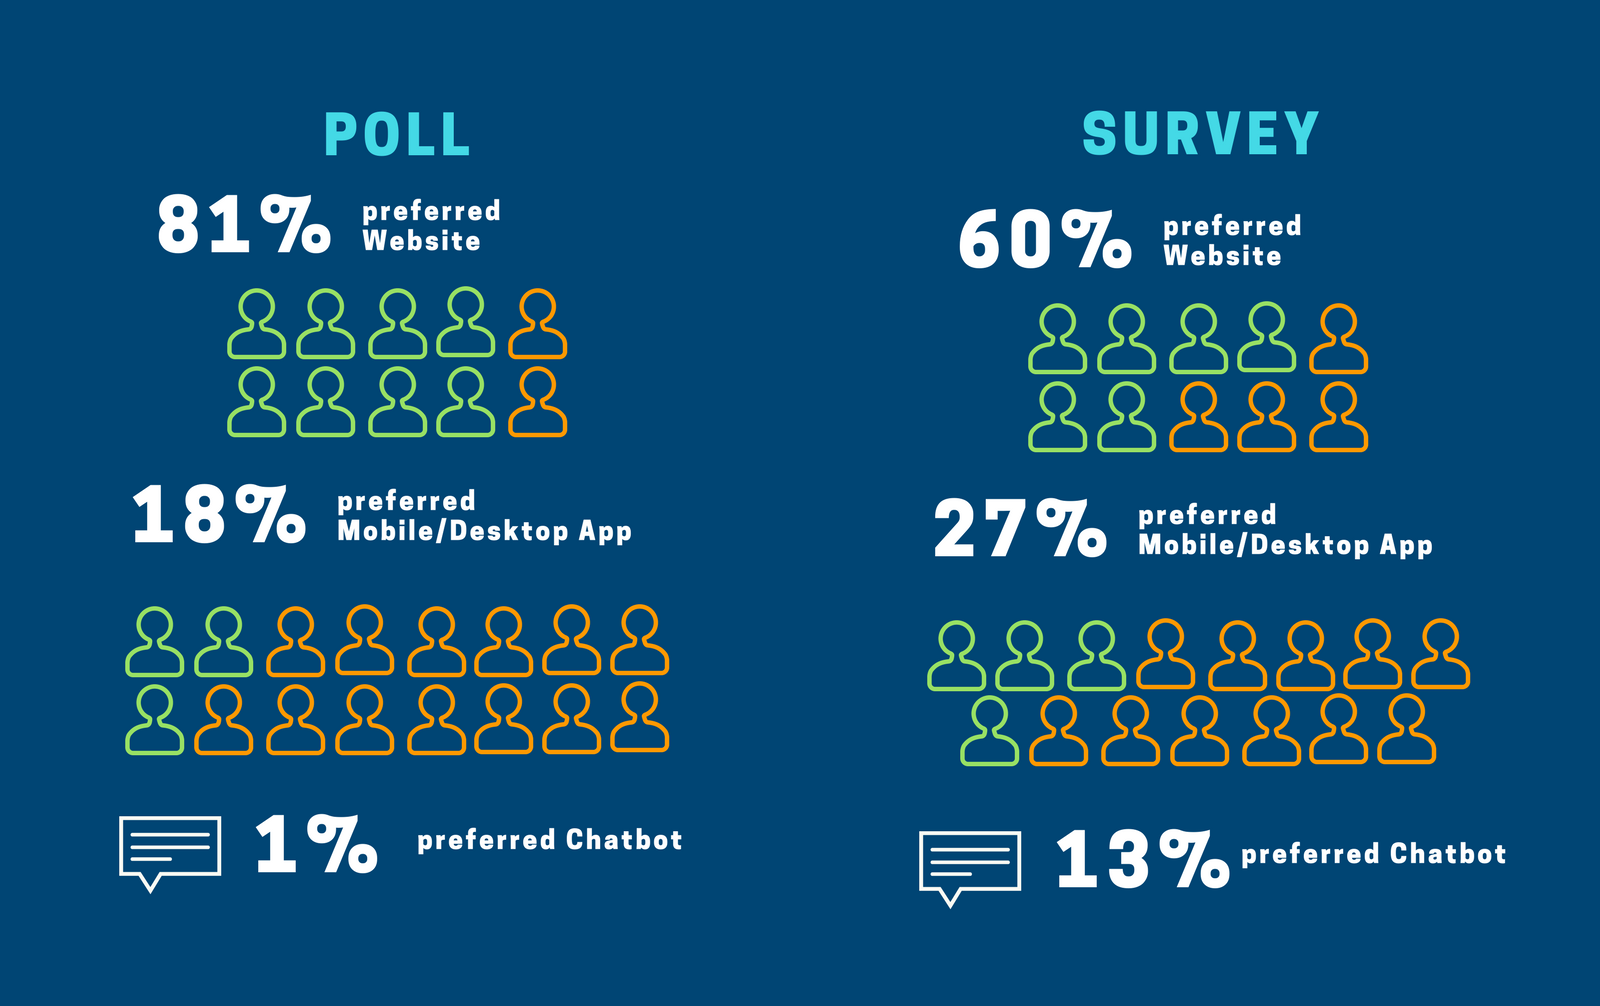 POLL
81%
preferred
Website
18%
preferred
Mobile/Desktop App
1%
preferred Chatbot
SURVEY
60%
preferred
Website
27%
preferred
Mobile/Desktop App
13%
preferred Chatbot